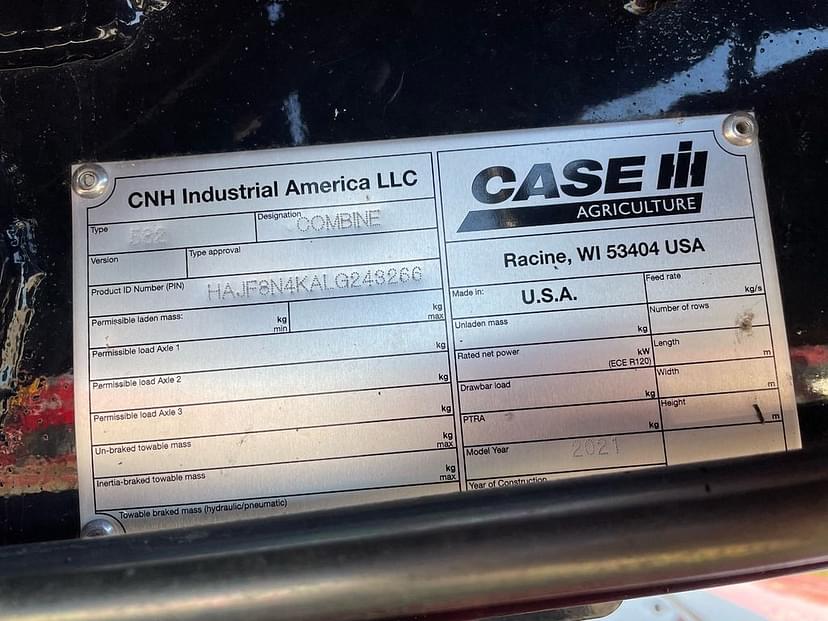 CNH Industrial America LLC
Type 582
Designation COMBINE
Version
Type approval
Product ID Number (PIN) HAJF8N4KALG243266
Permissible laden mass: kg min kg max
Permissible load Axle 1 kg
Permissible load Axle 2 kg
Permissible load Axle 3 kg
Un-braked towable mass kg max
Inertia-braked towable mass kg max
Towable braked mass (hydraulic/pneumatic)
CASE IH
AGRICULTURE
Racine, WI 53404 USA
Made in: U.S.A.
Feed rate kg/s
Unladen mass kg
Number of rows
Rated net power kW (ECE R120)
Length m
Drawbar load kg
Width m
PTRA kg
Height m
Model Year 2021
Year of Construction